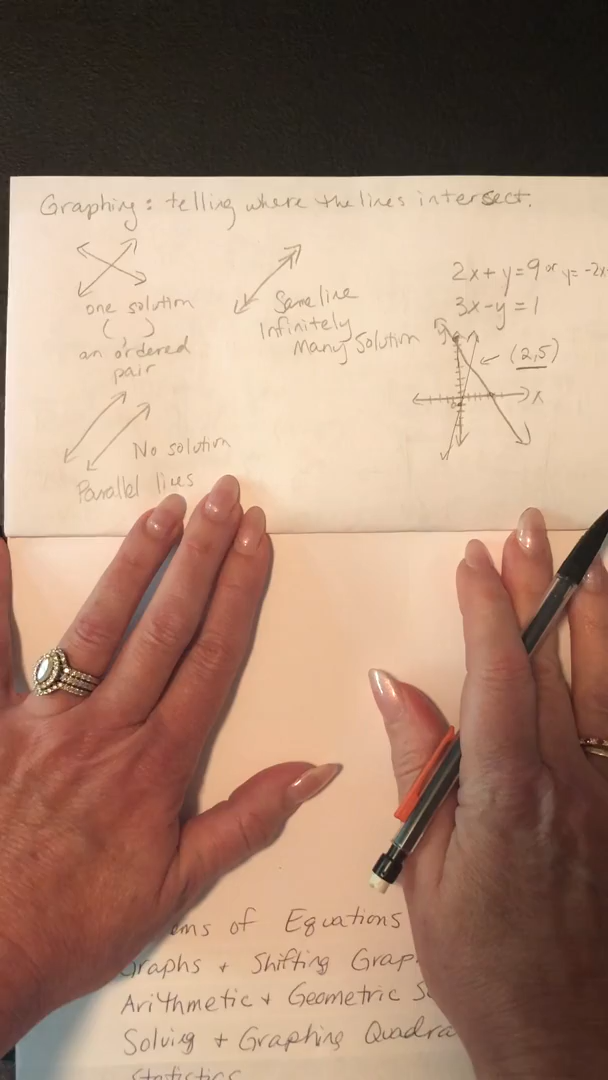 Graphing: telling where the lines intersect.
one solution
( , )
an ordered
pair
Same line
Infinitely
Many Solution
No solution
Parallel lines
2x+y=9 or y=-2x
3x-y=1
y
(2,5)
x
ems of Equations
Graphs + Shifting Grap
Arithmetic + Geometric S
Solving + Graphing Quadra
Statistics